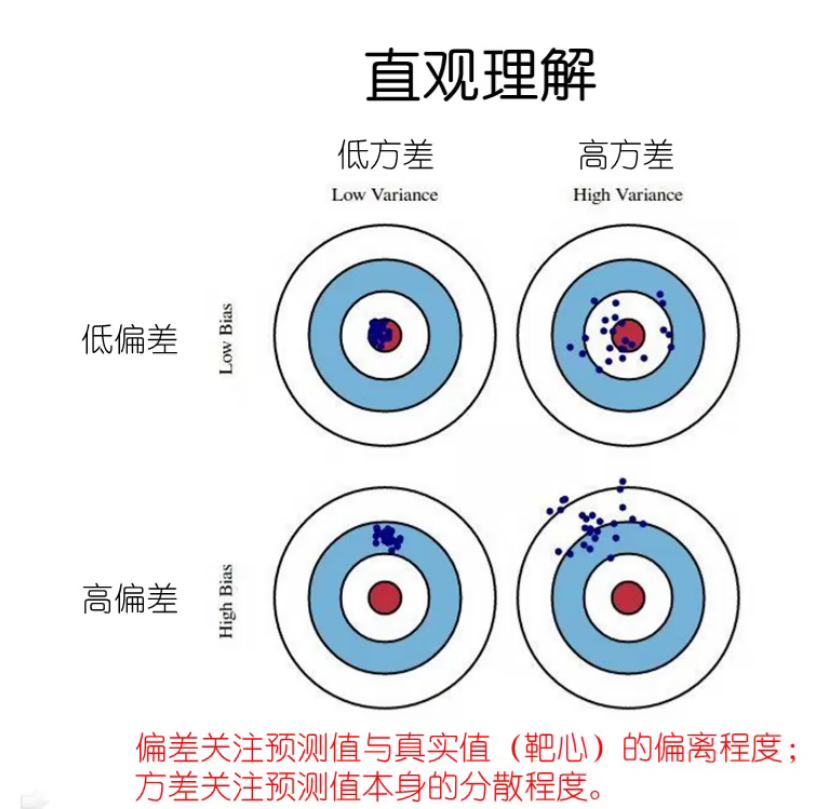 直观理解
低方差
高方差
Low Variance
High Variance
低偏差
Low Bias
高偏差
High Bias
偏差关注预测值与真实值（靶心）的偏离程度；
方差关注预测值本身的分散程度。